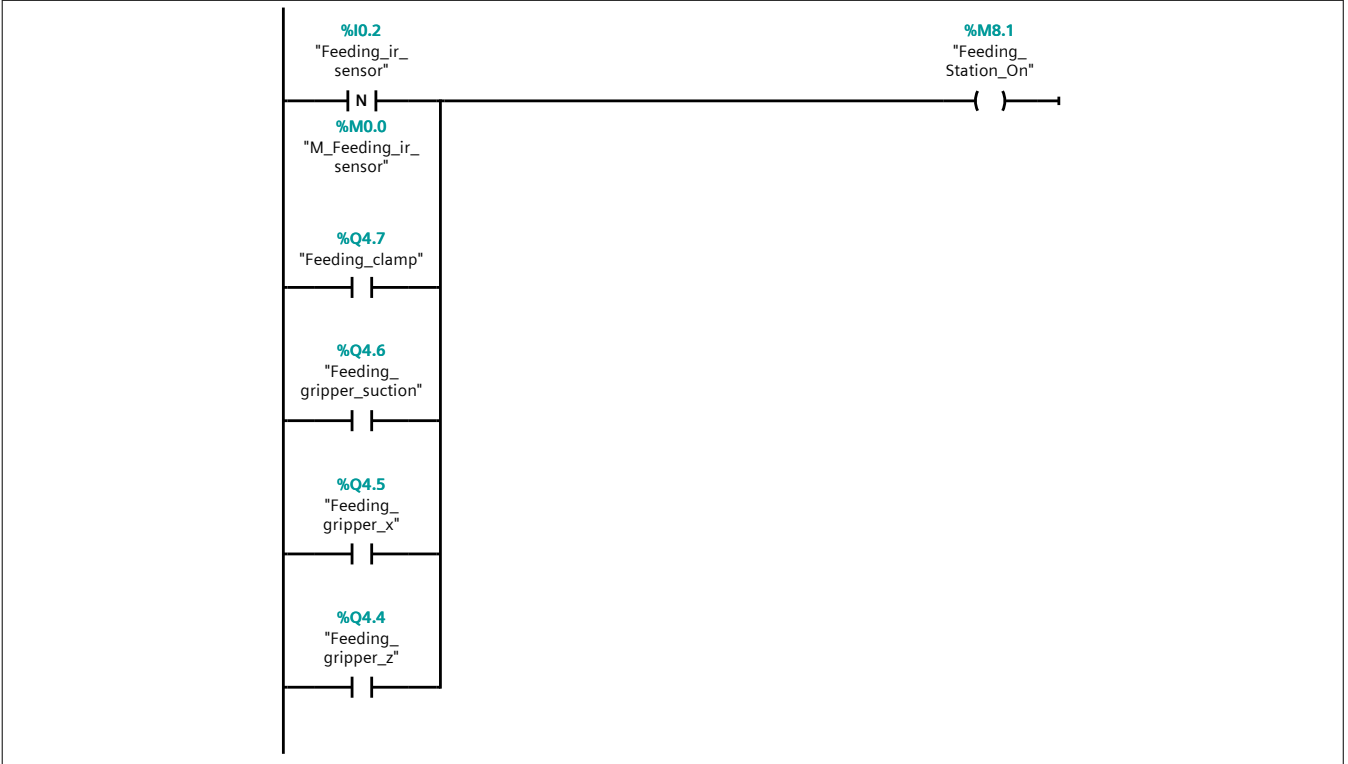 %I0.2
"Feeding_ir_
sensor"
N
%M0.0
"M_Feeding_ir_
sensor"
%Q4.7
"Feeding_clamp"
%Q4.6
"Feeding_
gripper_suction"
%Q4.5
"Feeding_
gripper_x"
%Q4.4
"Feeding_
gripper_z"
%M8.1
"Feeding_
Station_On"